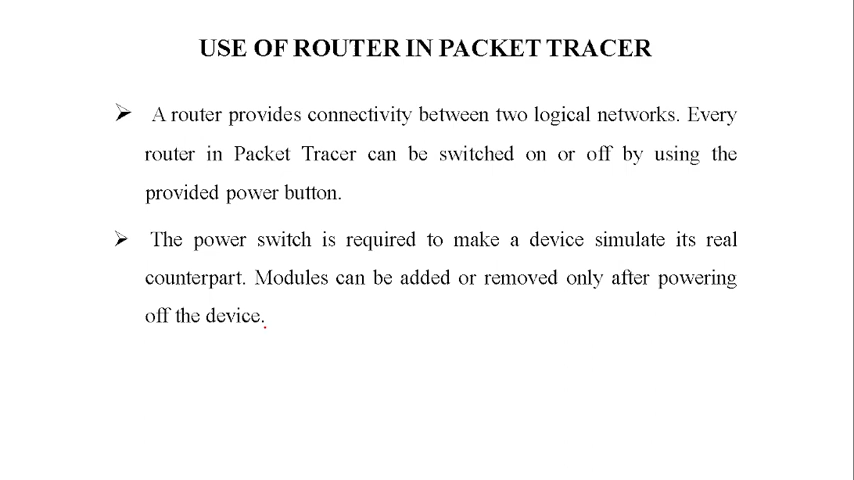 USE OF ROUTER IN PACKET TRACER
➢ A router provides connectivity between two logical networks. Every
router in Packet Tracer can be switched on or off by using the
provided power button.
➢ The power switch is required to make a device simulate its real
counterpart. Modules can be added or removed only after powering
off the device.